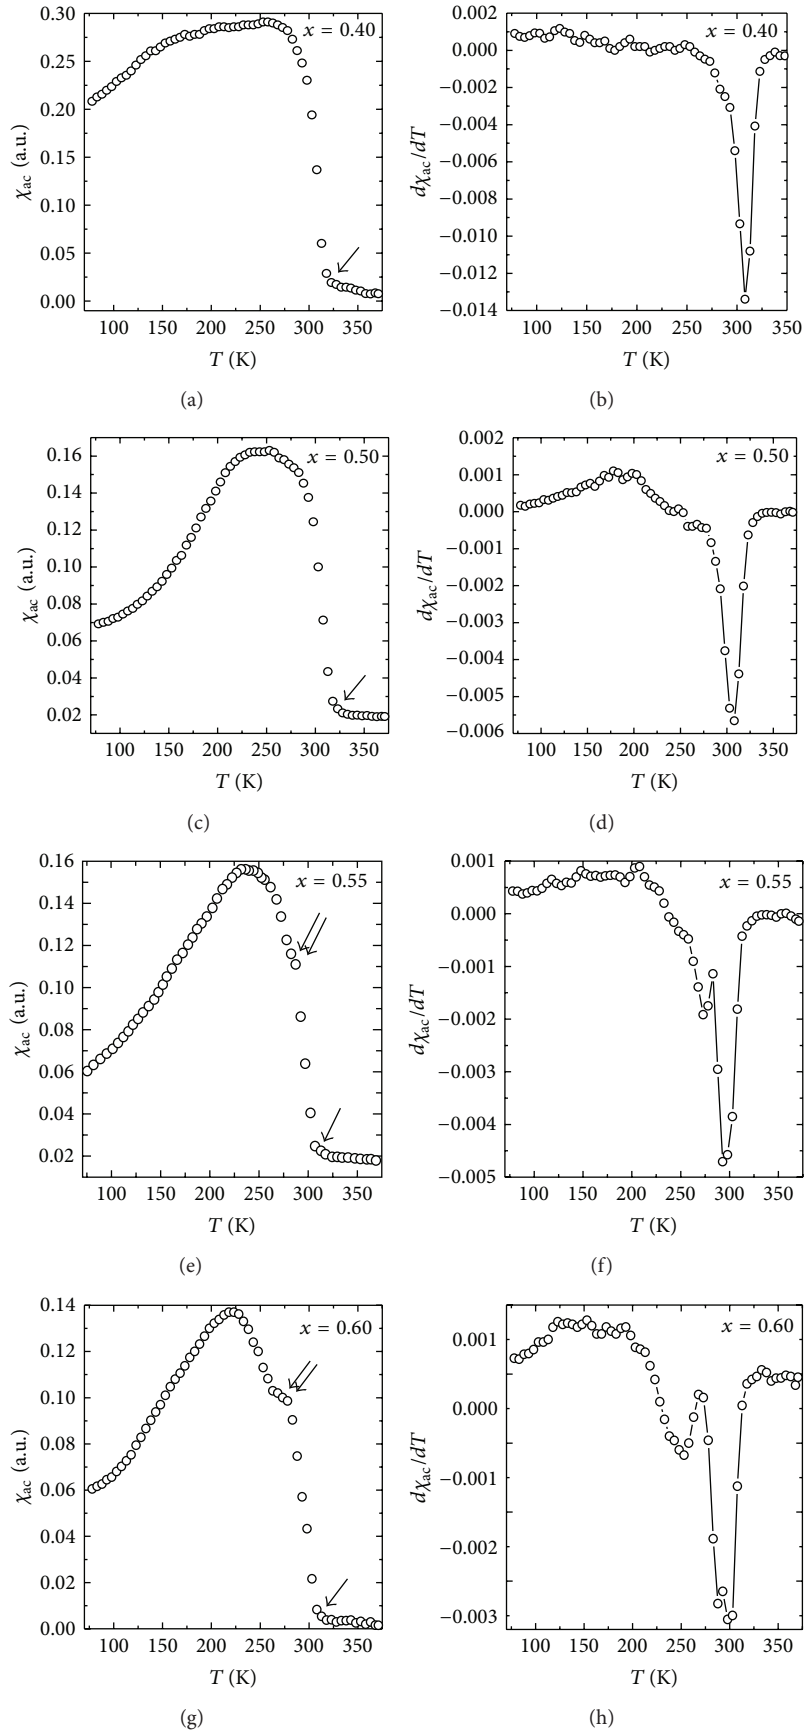 x = 0.40
χac (a.u.)
0.30
0.25
0.20
0.15
0.10
0.05
0.00
100 150 200 250 300 350
T (K)
(a)
x = 0.40
dχac/dT
0.002
0.000
−0.002
−0.004
−0.006
−0.008
−0.010
−0.012
−0.014
100 150 200 250 300 350
T (K)
(b)
x = 0.50
χac (a.u.)
0.16
0.14
0.12
0.10
0.08
0.06
0.04
0.02
100 150 200 250 300 350
T (K)
(c)
x = 0.50
dχac/dT
0.002
0.001
0.000
−0.001
−0.002
−0.003
−0.004
−0.005
−0.006
100 150 200 250 300 350
T (K)
(d)
x = 0.55
χac (a.u.)
0.16
0.14
0.12
0.10
0.08
0.06
0.04
0.02
100 150 200 250 300 350
T (K)
(e)
x = 0.55
dχac/dT
0.001
0.000
−0.001
−0.002
−0.003
−0.004
−0.005
100 150 200 250 300 350
T (K)
(f)
x = 0.60
χac (a.u.)
0.14
0.12
0.10
0.08
0.06
0.04
0.02
0.00
100 150 200 250 300 350
T (K)
(g)
x = 0.60
dχac/dT
0.001
0.000
−0.001
−0.002
−0.003
100 150 200 250 300 350
T (K)
(h)